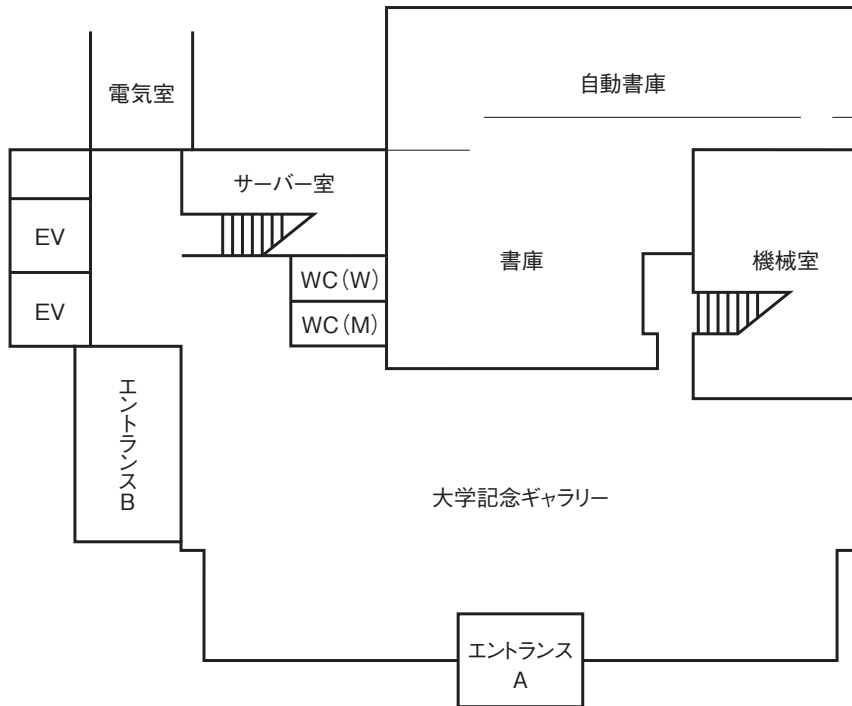 自動書庫
電気室
サーバー室
EV
書庫
機械室
WC（W）
EV
WC（M）
エントランスB
大学記念ギャラリー
エントランス
A